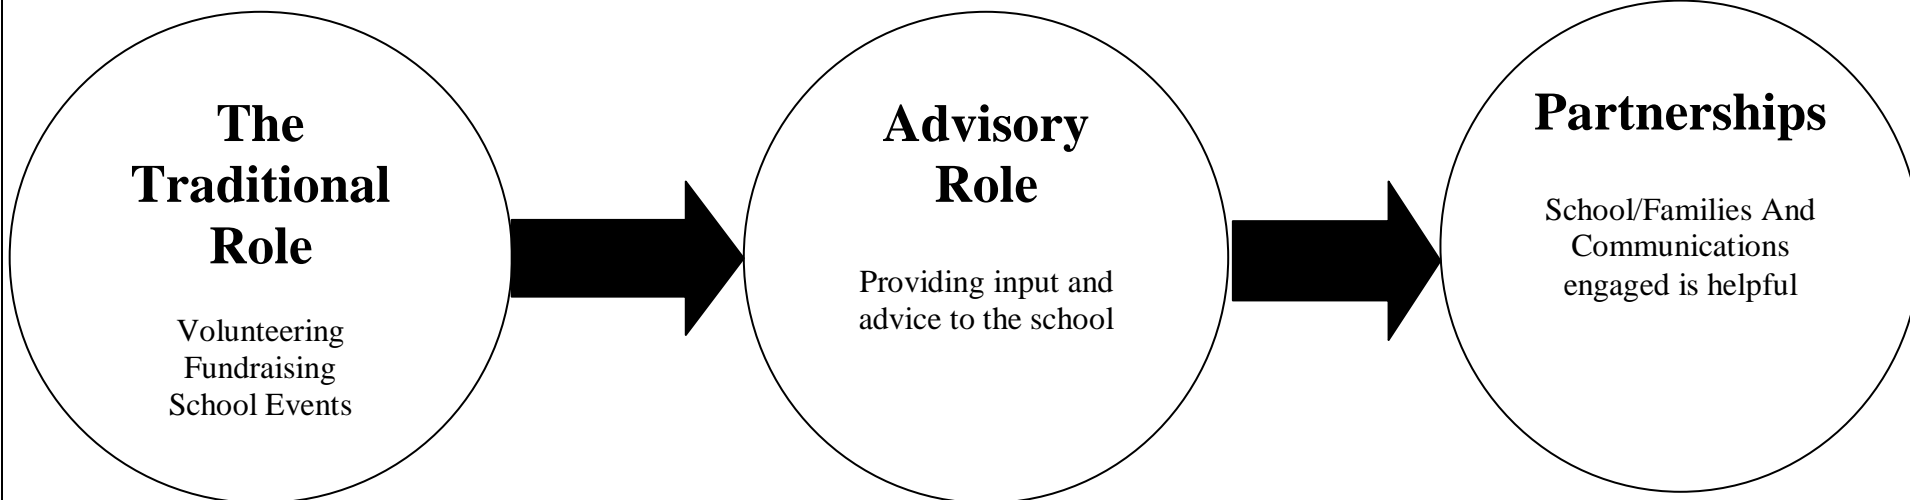 The
Traditional
Role
Volunteering
Fundraising
School Events
Advisory
Role
Providing input and
advice to the school
Partnerships
School/Families And
Communications
engaged is helpful